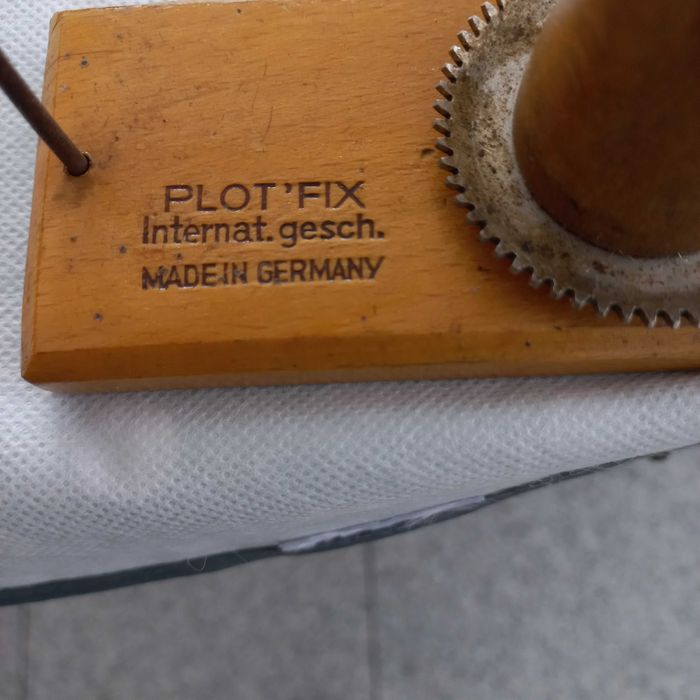 PLOT'FIX
Internat. gesch.
MADE IN GERMANY